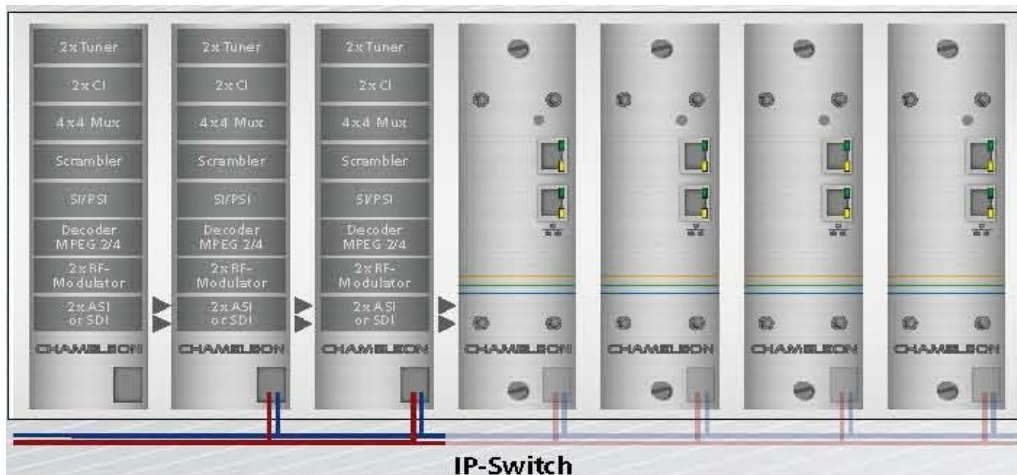 2x Tuner
2x CI
4x4 Mux
Scrambler
SI/PSI
Decoder
MPEG 2/4
2x RF-
Modulator
2x ASI
or SDI
CHAMELEON
2x Tuner
2x CI
4x4 Mux
Scrambler
SI/PSI
Decoder
MPEG 2/4
2x RF-
Modulator
2x ASI
or SDI
CHAMELEON
2x Tuner
2x CI
4x4 Mux
Scrambler
SI/PSI
Decoder
MPEG 2/4
2x RF-
Modulator
2x ASI
or SDI
CHAMELEON
CHAMELEON
CHAMELEON
CHAMELEON
CHAMELEON
IP-Switch